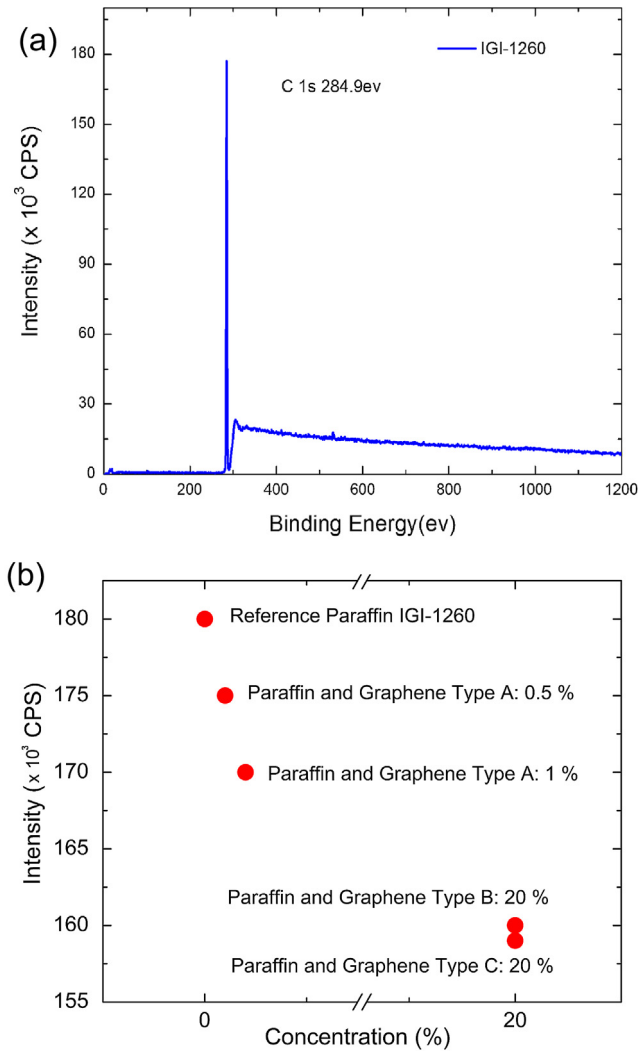 (a)
IGI-1260
C 1s 284.9ev
180
150
120
90
60
30
0
Intensity (x 10³ CPS)
0 200 400 600 800 1000 1200
Binding Energy(ev)
(b)
180
175
170
165
160
155
Intensity (x 10³ CPS)
Reference Paraffin IGI-1260
Paraffin and Graphene Type A: 0.5 %
Paraffin and Graphene Type A: 1 %
Paraffin and Graphene Type B: 20 %
Paraffin and Graphene Type C: 20 %
0 20
Concentration (%)